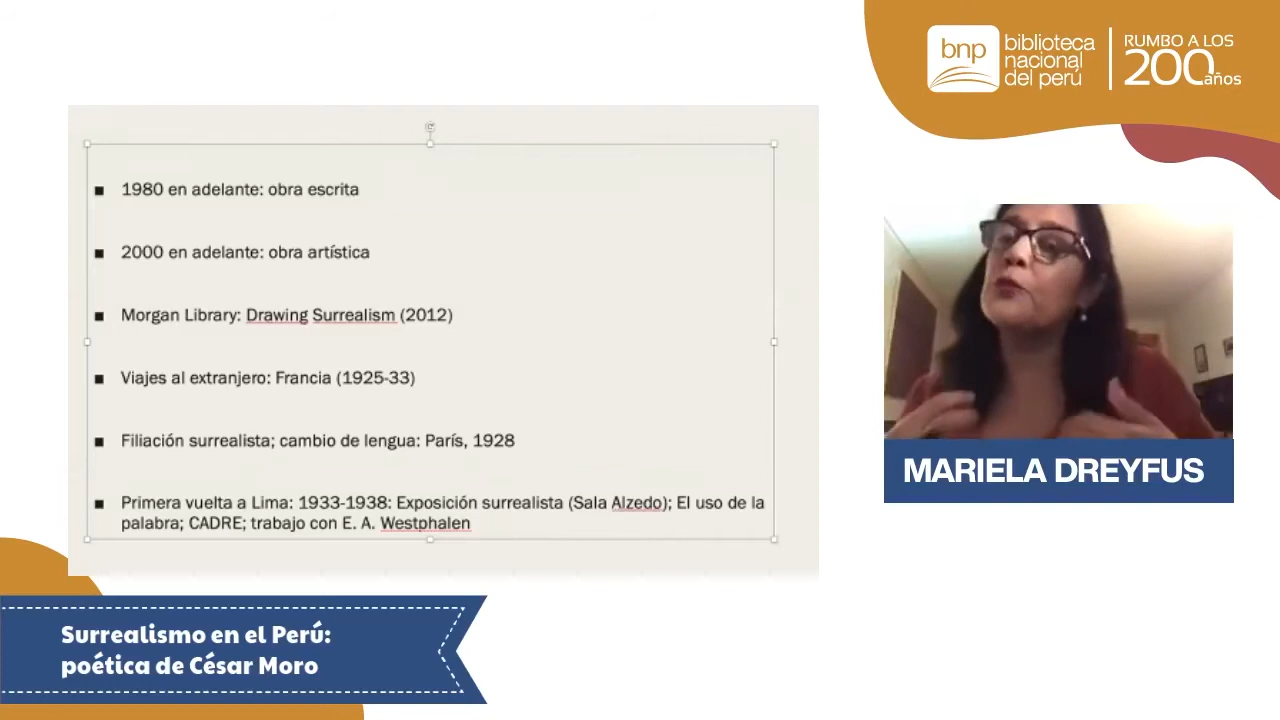 bnp
biblioteca
nacional
del perú
RUMBO A LOS
200
años
1980 en adelante: obra escrita
2000 en adelante: obra artística
Morgan Library: Drawing Surrealism (2012)
Viajes al extranjero: Francia (1925-33)
Filiación surrealista; cambio de lengua: París, 1928
Primera vuelta a Lima: 1933-1938: Exposición surrealista (Sala Alzedo); El uso de la
palabra; CADRE; trabajo con E. A. Westphalen
MARIELA DREYFUS
Surrealismo en el Perú:
poética de César Moro